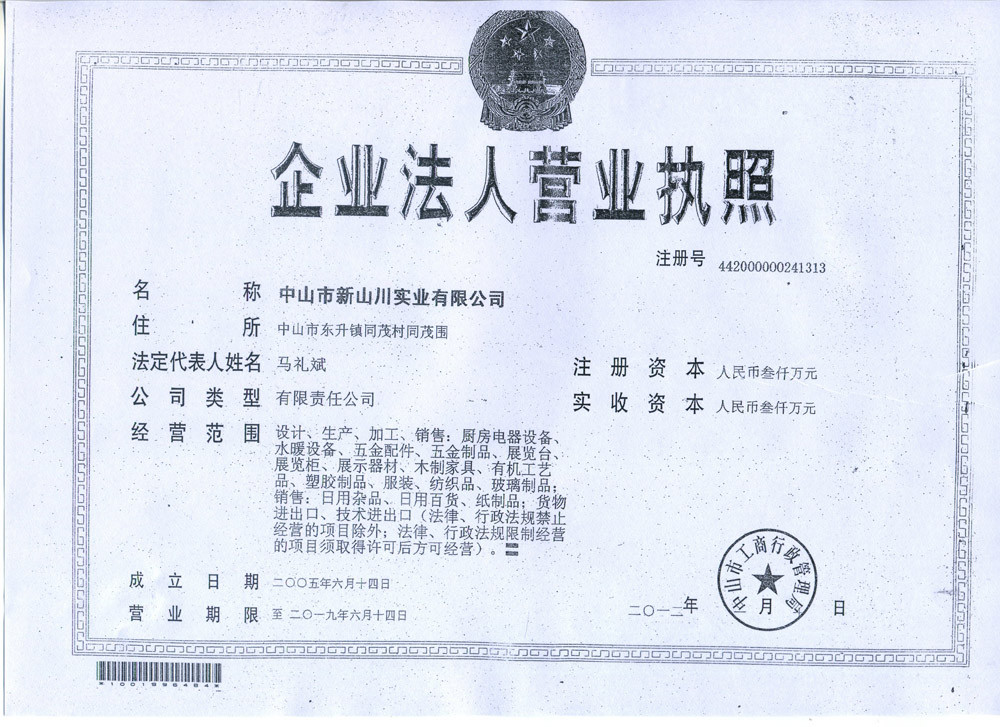 企业法人营业执照
注册号 442000000241313
名称 中山市新山川实业有限公司
住所 中山市东升镇同茂村同茂围
法定代表人姓名 马礼斌
注册资本 人民币叁仟万元
公司类型 有限责任公司
实收资本 人民币叁仟万元
经营范围 设计、生产、加工、销售：厨房电器设备、
水暖设备、五金配件、五金制品、展览台、
展览柜、展示器材、木制家具、有机工艺
品、塑胶制品、服装、纺织品、玻璃制品；
销售：日用杂品、日用百货、纸制品；货物
进出口、技术进出口（法律、行政法规禁止
经营的项目除外；法律、行政法规限制经营
的项目须取得许可后方可经营）。
成立日期 二〇〇五年六月十四日
营业期限 至 二〇一九年六月十四日
中山市工商行政管理局
二〇一二年 月 日
*1001996484*